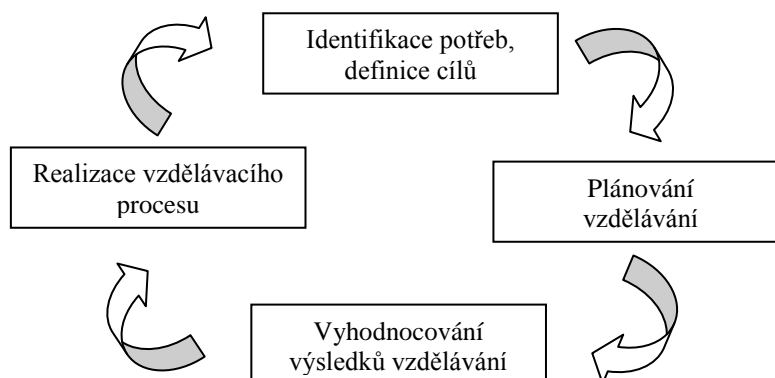 Identifikace potřeb,
definice cílů
Realizace vzdělávacího
procesu
Plánování
vzdělávání
Vyhodnocování
výsledků vzdělávání